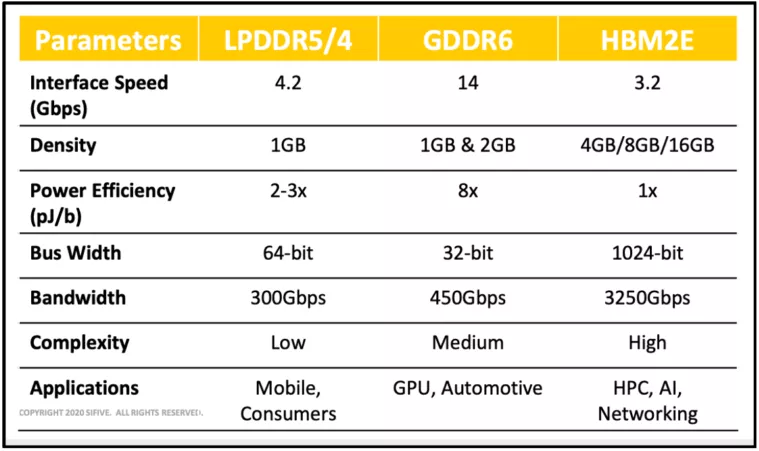 Parameters LPDDR5/4 GDDR6 HBM2E
Interface Speed 4.2 14 3.2
(Gbps)
Density 1GB 1GB & 2GB 4GB/8GB/16GB
Power Efficiency 2-3x 8x 1x
(pJ/b)
Bus Width 64-bit 32-bit 1024-bit
Bandwidth 300Gbps 450Gbps 3250Gbps
Complexity Low Medium High
Applications Mobile, GPU, Automotive HPC, AI,
Consumers Networking
COPYRIGHT 2020 SIFIVE. ALL RIGHTS RESERVED.